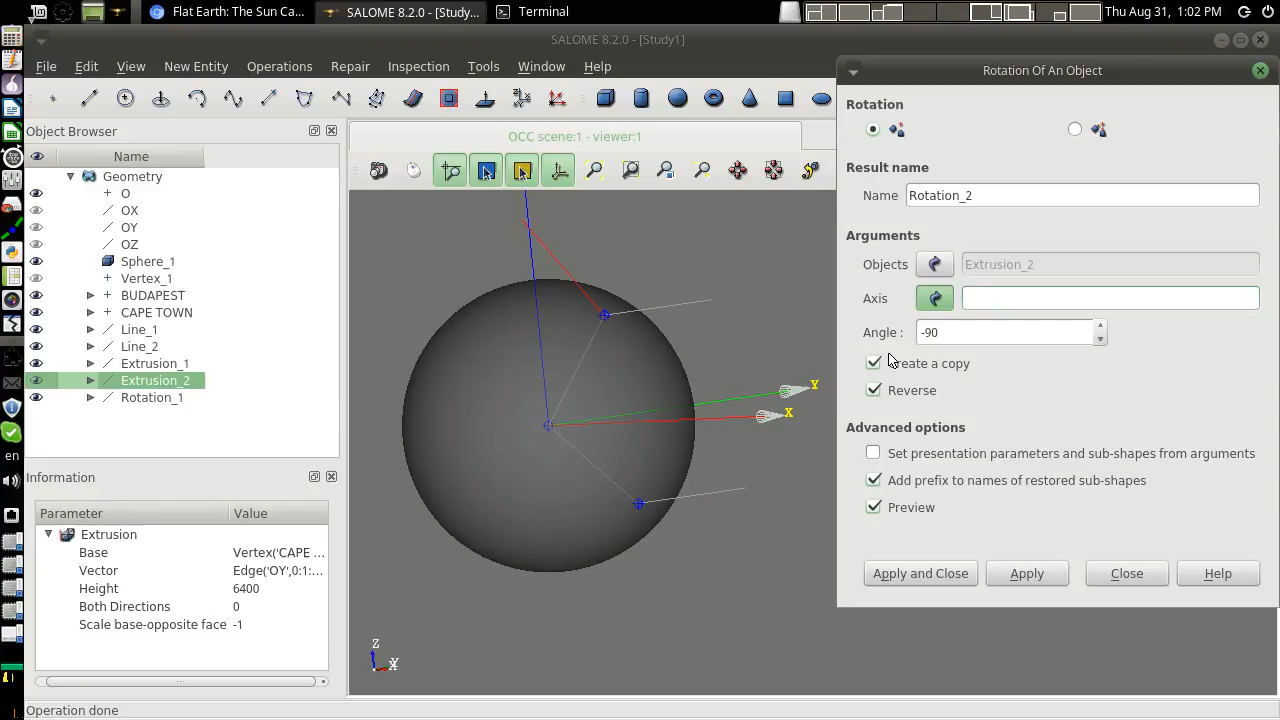 Flat Earth: The Sun Ca...
SALOME 8.2.0 - [Study...
Terminal
Thu Aug 31, 1:02 PM
SALOME 8.2.0 - [Study1]
File Edit View New Entity Operations Repair Inspection Tools Window Help
Object Browser
Name
Geometry
O
OX
OY
OZ
Sphere_1
Vertex_1
BUDAPEST
CAPE TOWN
Line_1
Line_2
Extrusion_1
Extrusion_2
Rotation_1
en
Information
Parameter Value
Extrusion
Base Vertex('CAPE ...
Vector Edge('OY',0:1:...
Height 6400
Both Directions 0
Scale base-opposite face -1
Operation done
OCC scene:1 - viewer:1
Y
X
Z
Y
Rotation Of An Object
Rotation
Result name
Name Rotation_2
Arguments
Objects Extrusion_2
Axis
Angle : -90
eate a copy
Reverse
Advanced options
Set presentation parameters and sub-shapes from arguments
Add prefix to names of restored sub-shapes
Preview
Apply and Close Apply Close Help